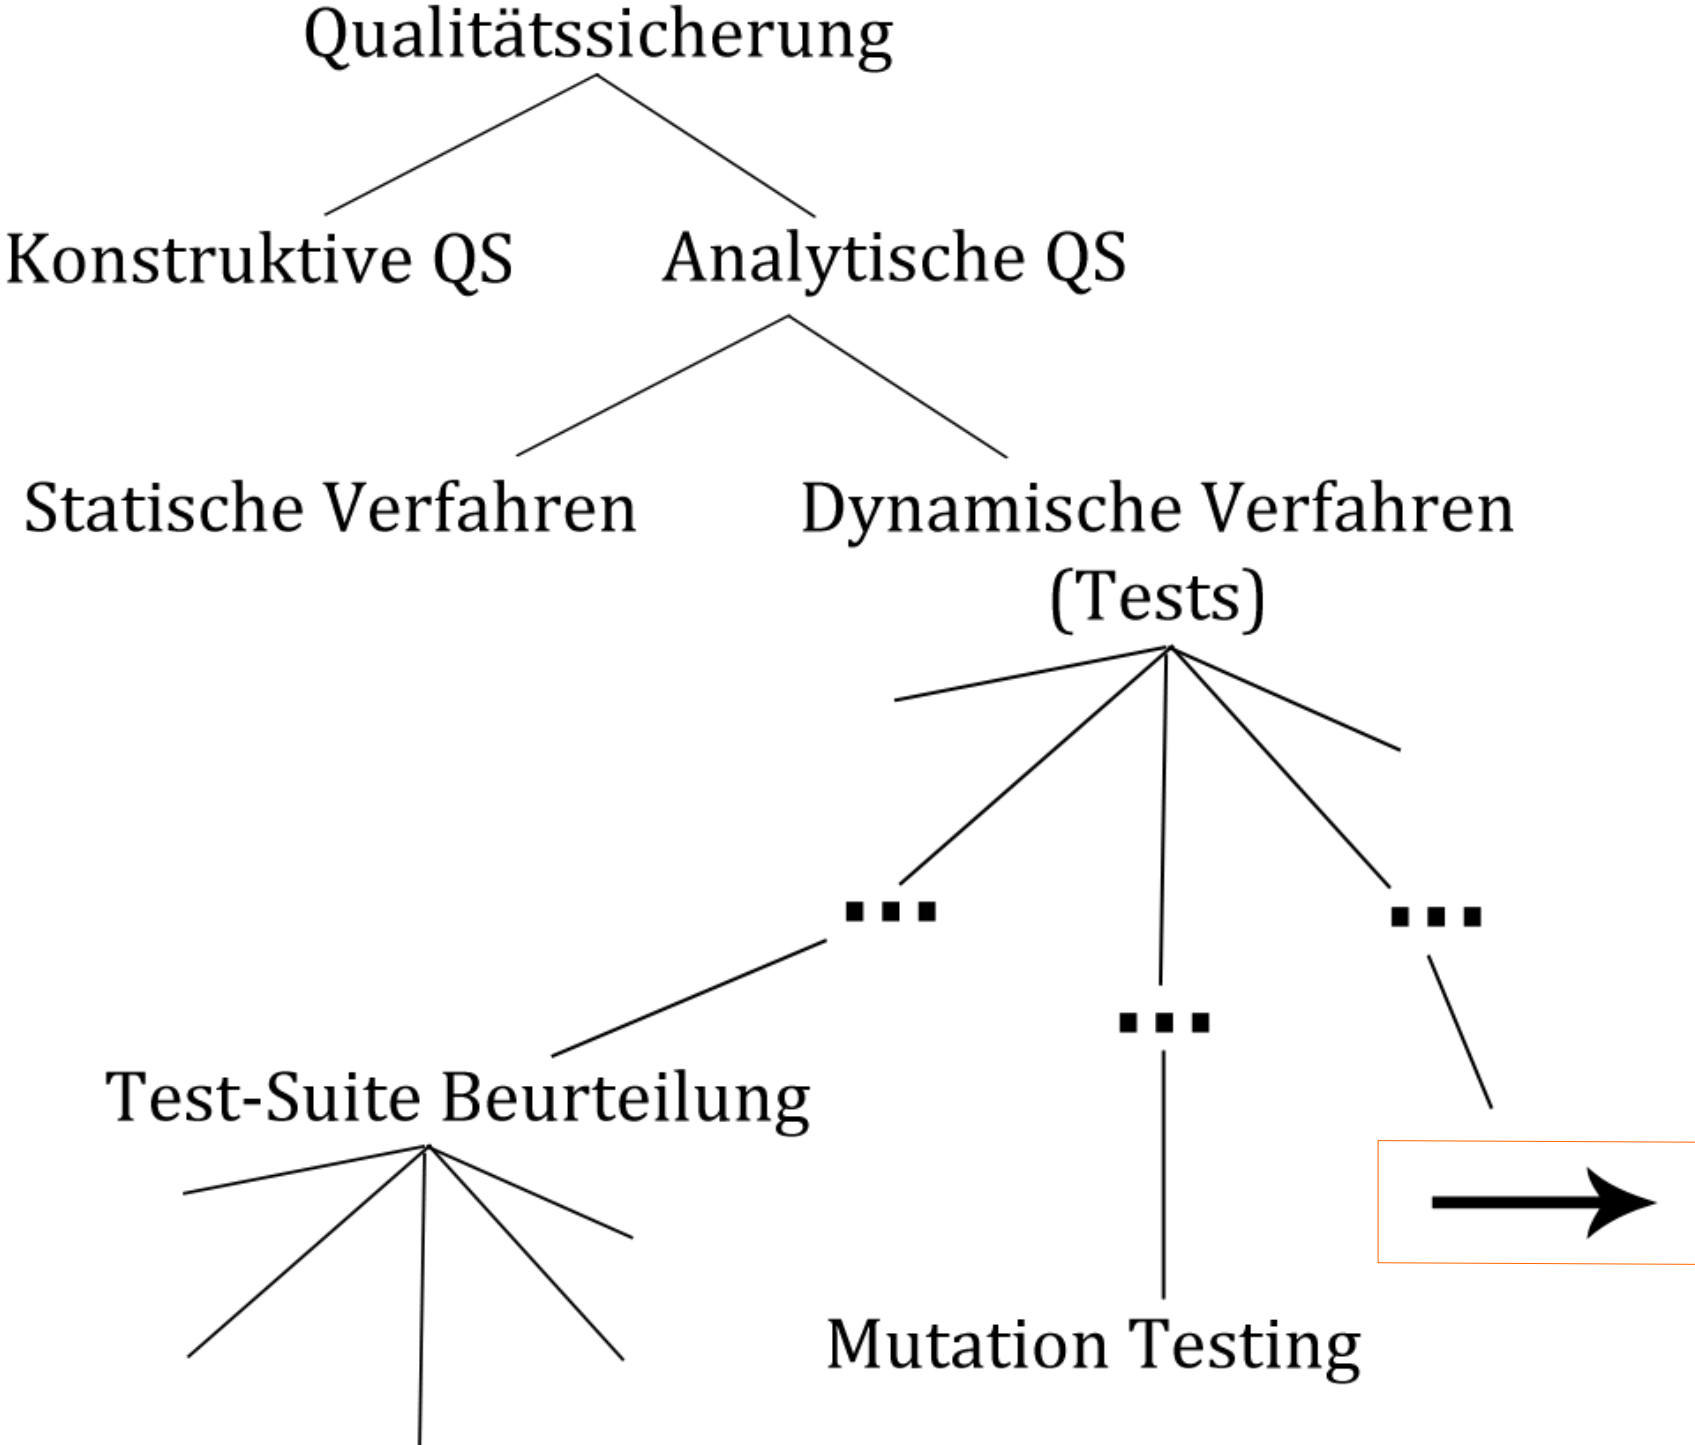 Qualitätssicherung
Konstruktive QS
Analytische QS
Statische Verfahren
Dynamische Verfahren
(Tests)
...
...
...
Test-Suite Beurteilung
Mutation Testing